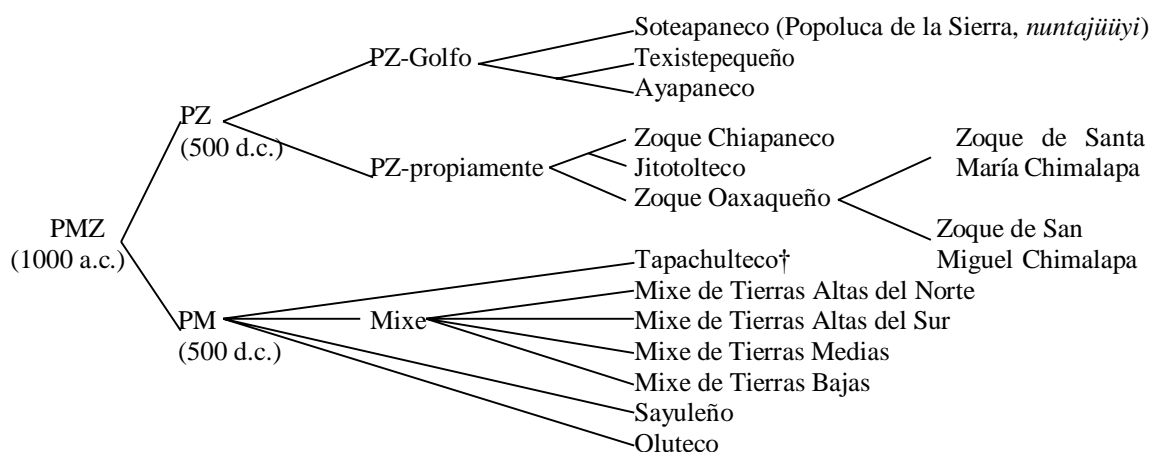 Soteapaneco (Popoluca de la Sierra, nuntajüüyi)
PZ-Golfo
Texistepequeño
Ayapaneco
PZ
(500 d.c.)
Zoque Chiapaneco
PZ-propiamente
Jitotolteco
Zoque Oaxaqueño
Zoque de Santa
María Chimalapa
PMZ
(1000 a.c.)
Zoque de San
Miguel Chimalapa
Tapachulteco†
Mixe de Tierras Altas del Norte
PM
(500 d.c.)
Mixe
Mixe de Tierras Altas del Sur
Mixe de Tierras Medias
Mixe de Tierras Bajas
Sayuleño
Oluteco